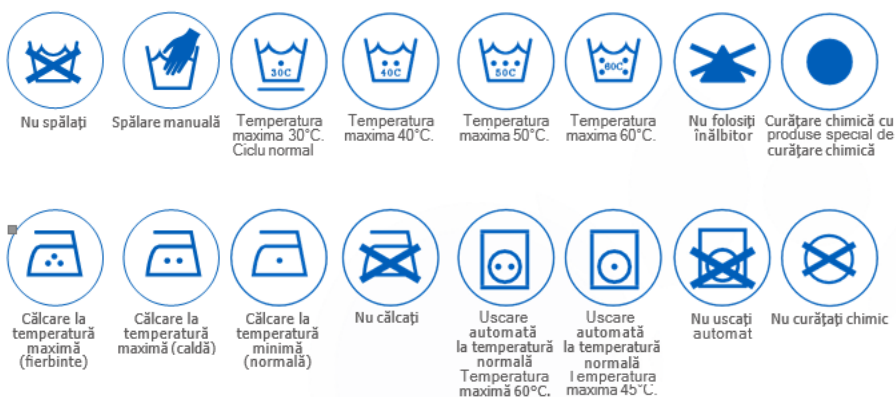 30C
40C
50C
60C
Nu spălați
Spălare manuală
Temperatura
maxima 30°C.
Ciclu normal
Temperatura
maxima 40°C.
Temperatura
maxima 50°C.
Temperatura
maxima 60°C.
Nu folosiți
înălbitor
Curățare chimică cu
produse special de
curățare chimică
Călcare la
temperatură
maximă
(fierbinte)
Călcare la
temperatură
maximă (caldă)
Călcare la
temperatură
minimă
(normală)
Nu călcați
Uscare
automată
la temperatură
normală
Temperatura
maximă 60°C.
Uscare
automată
la temperatură
normală
Temperatura
maxima 45°C.
Nu uscați
automat
Nu curățați chimic